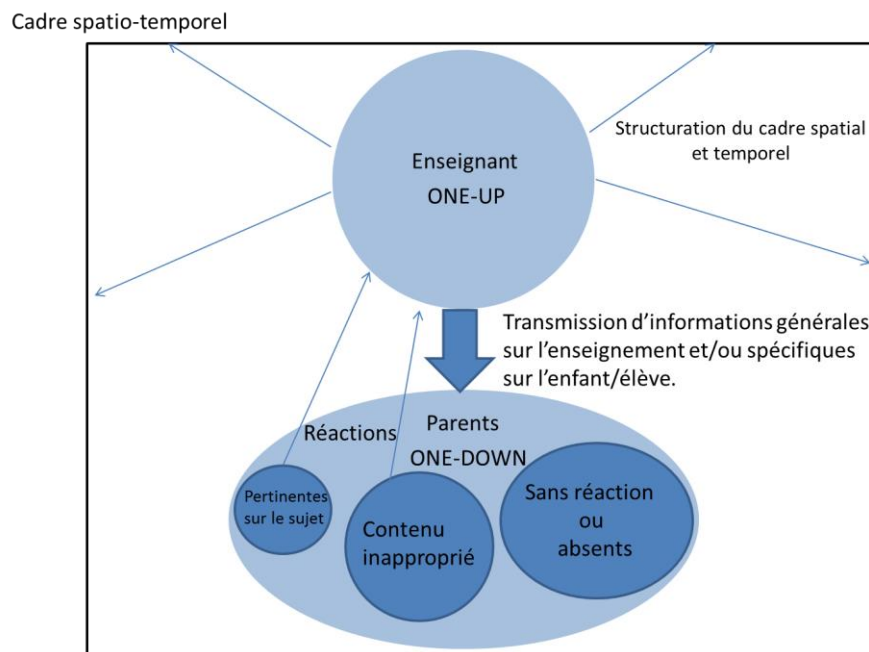 Cadre spatio-temporel
Enseignant
ONE-UP
Structuration du cadre spatial
et temporel
Transmission d’informations générales
sur l’enseignement et/ou spécifiques
sur l’enfant/élève.
Parents
Réactions
ONE-DOWN
Pertinentes
sur le sujet
Contenu
inapproprié
Sans réaction
ou
absents